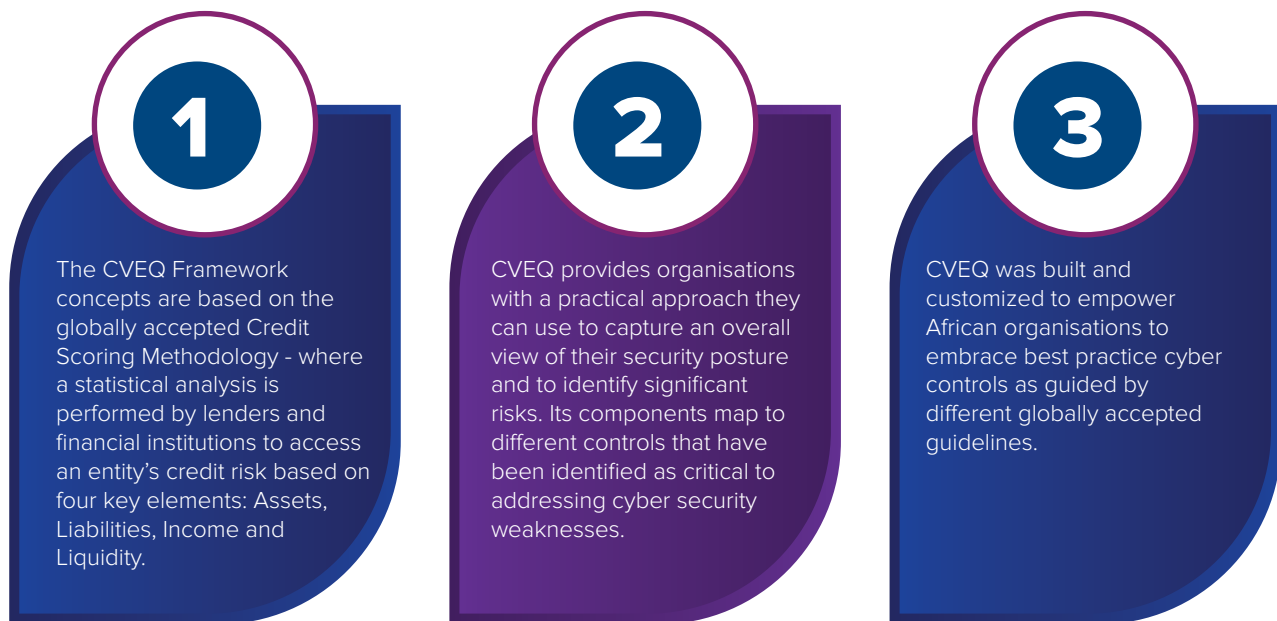 1
The CVEQ Framework
concepts are based on the
globally accepted Credit
Scoring Methodology - where
a statistical analysis is
performed by lenders and
financial institutions to access
an entity's credit risk based on
four key elements: Assets,
Liabilities, Income and
Liquidity.
2
CVEQ provides organisations
with a practical approach they
can use to capture an overall
view of their security posture
and to identify significant
risks. Its components map to
different controls that have
been identified as critical to
addressing cyber security
weaknesses.
3
CVEQ was built and
customized to empower
African organisations to
embrace best practice cyber
controls as guided by
different globally accepted
guidelines.